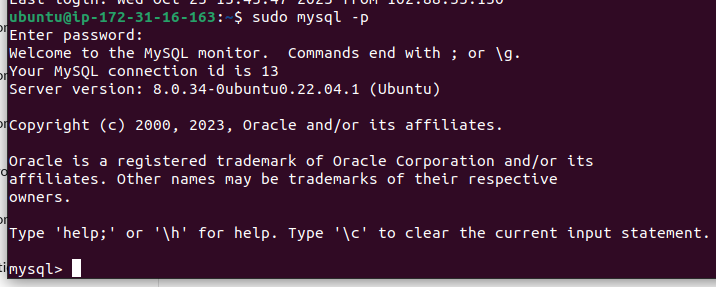 Last login: Wed Oct 25 15:45:47 2023 from 102.88.35.150
ubuntu@ip-172-31-16-163:~$ sudo mysql -p
Enter password:
Welcome to the MySQL monitor.  Commands end with ; or \g.
Your MySQL connection id is 13
Server version: 8.0.34-0ubuntu0.22.04.1 (Ubuntu)
Copyright (c) 2000, 2023, Oracle and/or its affiliates.
Oracle is a registered trademark of Oracle Corporation and/or its
affiliates. Other names may be trademarks of their respective
owners.
Type 'help;' or '\h' for help. Type '\c' to clear the current input statement.
mysql>